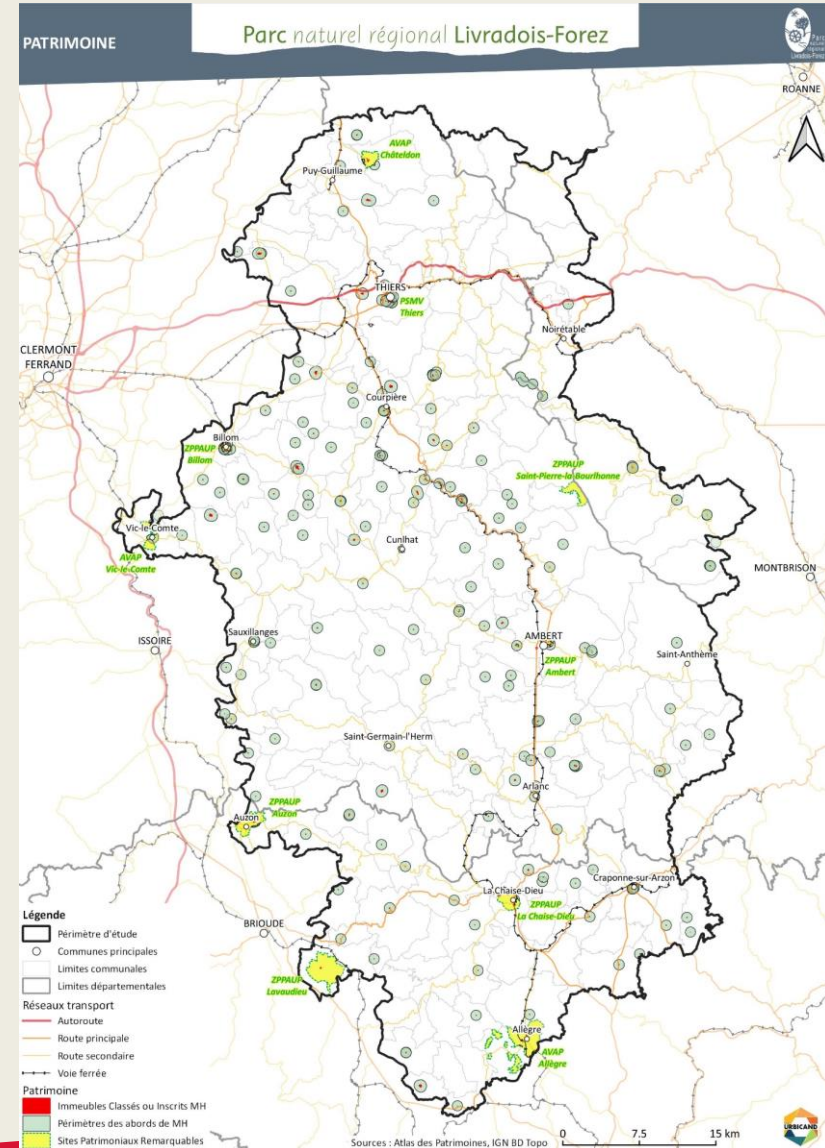 PATRIMOINE
Parc naturel régional Livradois-Forez
Parc
naturel
régional
Livradois-Forez
ROANNE
AVAP
Châteldon
Puy-Guillaume
THIERS
PSMV
Thiers
Noirétable
CLERMONT
FERRAND
Courpière
Billom
ZPPAUP
Billom
ZPPAUP
Saint-Pierre-la-Bourlhonne
Vic-le-Comte
AVAP
Vic-le-Comte
Cunlhat
MONTBRISON
ISSOIRE
Sauxillanges
AMBERT
ZPPAUP
Ambert
Saint-Anthème
Saint-Germain-l'Herm
Arlanc
ZPPAUP
Auzon
Auzon
La Chaise-Dieu
ZPPAUP
La Chaise-Dieu
Craponne-sur-Arzon
BRIOUDE
ZPPAUP
Lavaudieu
Allègre
AVAP
Allègre
Légende
Périmètre d'étude
Communes principales
Limites communales
Limites départementales
Réseaux transport
Autoroute
Route principale
Route secondaire
Voie ferrée
Patrimoine
Immeubles Classés ou Inscrits MH
Périmètres des abords de MH
Sites Patrimoniaux Remarquables
Sources : Atlas des Patrimoines, IGN BD Topo
0 7.5 15 km
URBICAND